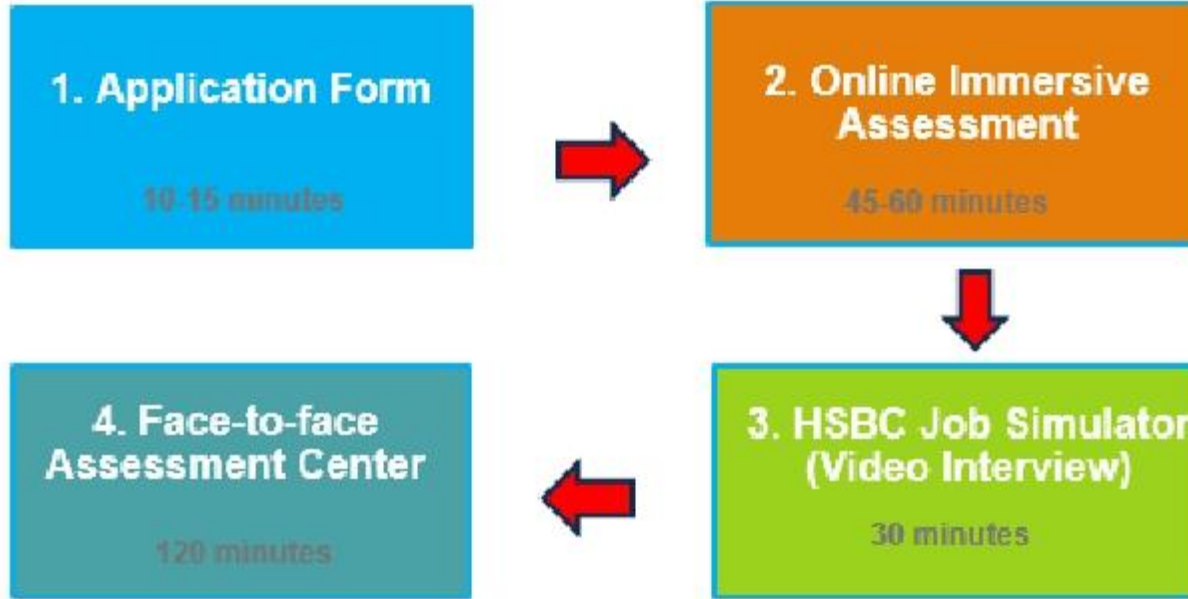 1. Application Form
10-15 minutes
2. Online Immersive
Assessment
45-60 minutes
3. HSBC Job Simulator
(Video Interview)
30 minutes
4. Face-to-face
Assessment Center
120 minutes